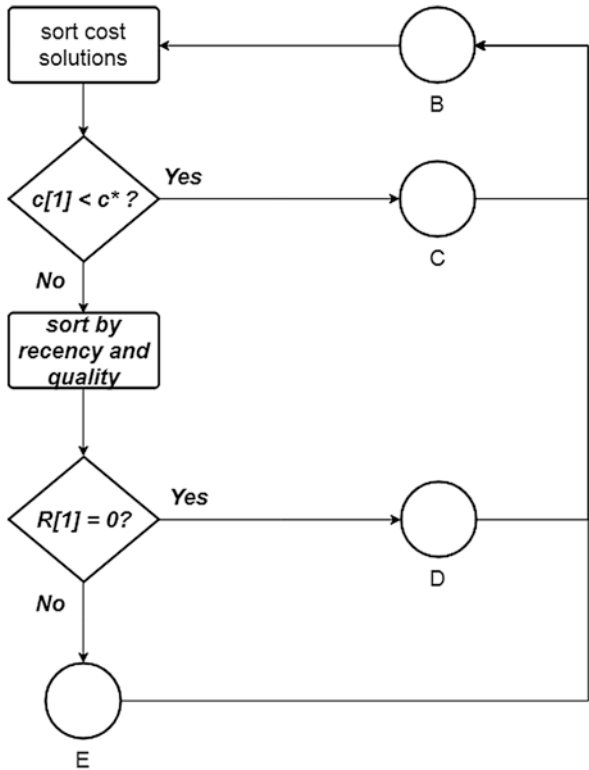 sort cost
solutions
B
Yes
c[1] < c* ?
C
No
sort by
recency and
quality
Yes
R[1] = 0?
D
No
E